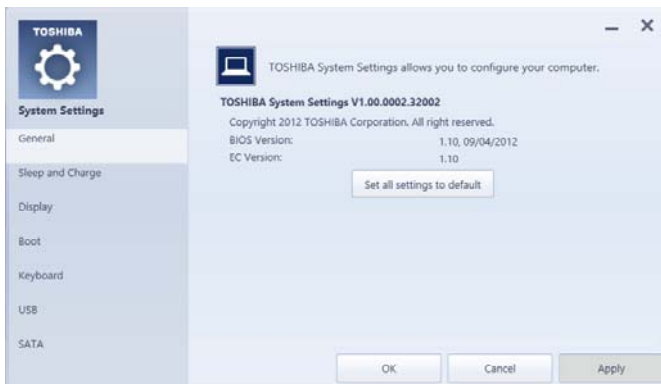 TOSHIBA
System Settings
General
Sleep and Charge
Display
Boot
Keyboard
USB
SATA
TOSHIBA System Settings allows you to configure your computer.
TOSHIBA System Settings V1.00.0002.32002
Copyright 2012 TOSHIBA Corporation. All right reserved.
BIOS Version: 1.10, 09/04/2012
EC Version: 1.10
Set all settings to default
OK Cancel Apply